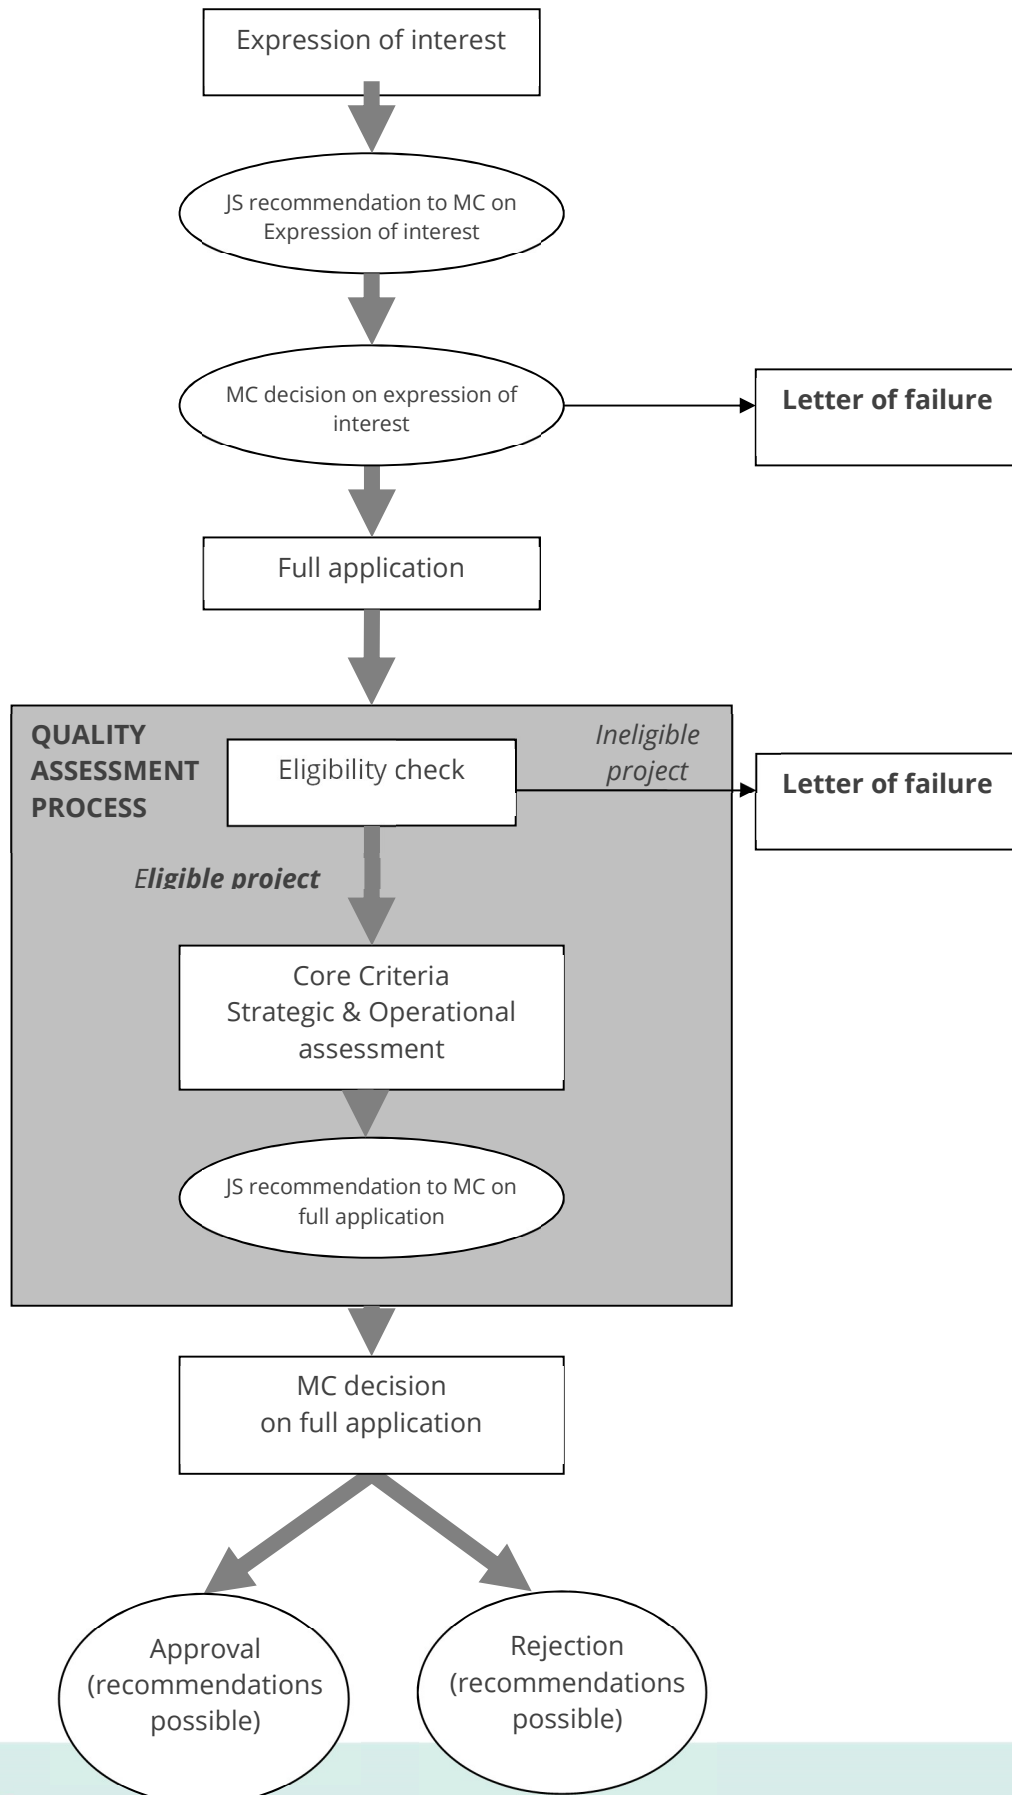 Expression of interest
JS recommendation to MC on
Expression of interest
MC decision on expression of
interest
Letter of failure
Full application
QUALITY
ASSESSMENT
PROCESS
Eligibility check
Ineligible
project
Letter of failure
Eligible project
Core Criteria
Strategic & Operational
assessment
JS recommendation to MC on
full application
MC decision
on full application
Approval
(recommendations
possible)
Rejection
(recommendations
possible)